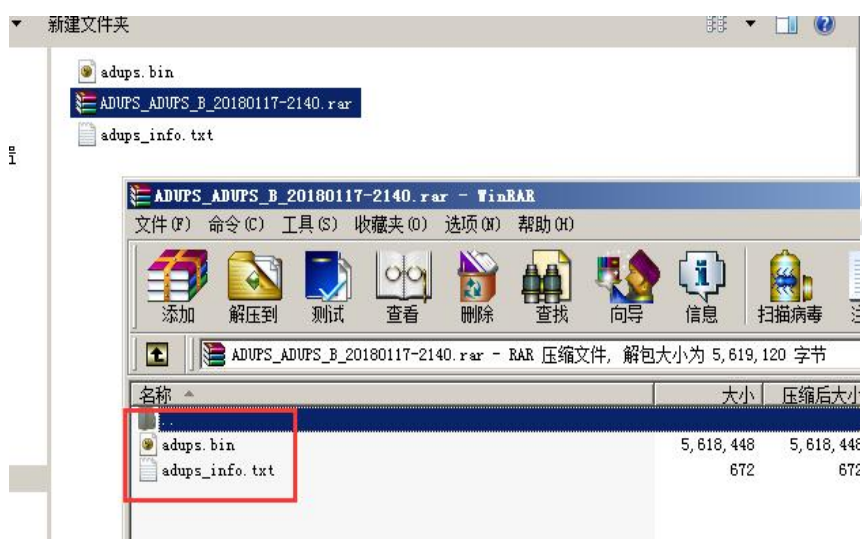 新建文件夹
adups.bin
ADUPS_ADUPS_B_20180117-2140.rar
adups_info.txt
置
ADUPS_ADUPS_B_20180117-2140.rar - WinRAR
文件(F) 命令(C) 工具(S) 收藏夹(O) 选项(N) 帮助(H)
添加 解压到 测试 查看 删除 查找 向导 信息 扫描病毒
ADUPS_ADUPS_B_20180117-2140.rar - RAR 压缩文件, 解包大小为 5,619,120 字节
名称 大小 压缩后大小
..
adups.bin 5,618,448 5,618,448
adups_info.txt 672 672